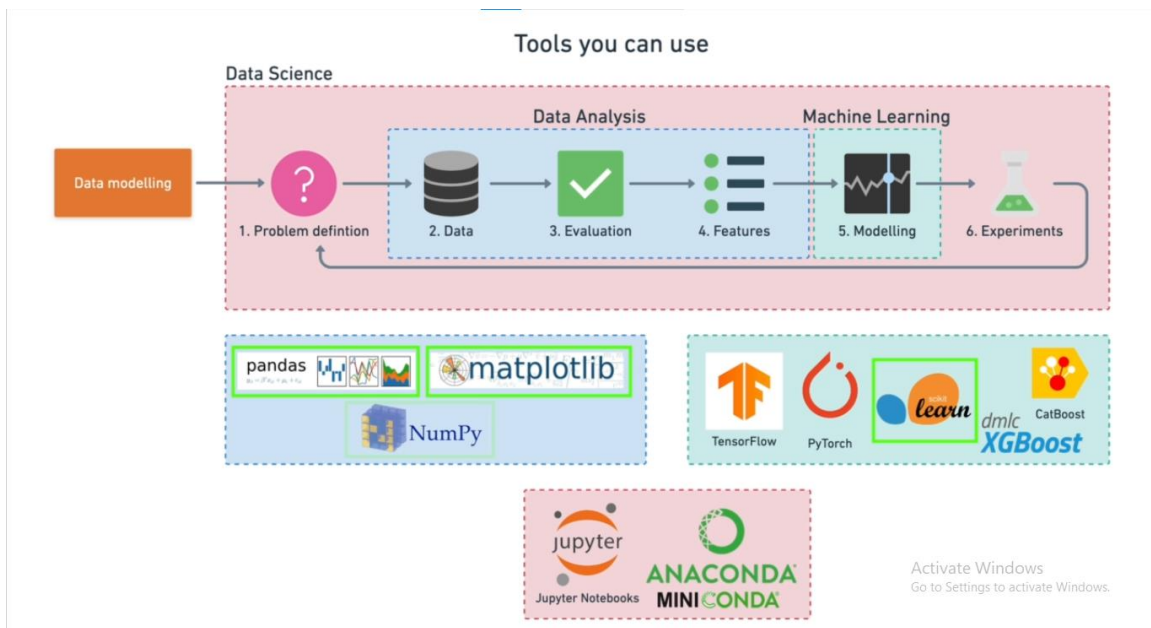 Tools you can use
Data Science
Data Analysis
Machine Learning
Data modelling
?
1. Problem defintion
2. Data
3. Evaluation
4. Features
5. Modelling
6. Experiments
pandas
matplotlib
NumPy
TensorFlow
PyTorch
scikit
learn
CatBoost
dmlc
XGBoost
jupyter
Jupyter Notebooks
ANACONDA
MINICONDA
Activate Windows
Go to Settings to activate Windows.